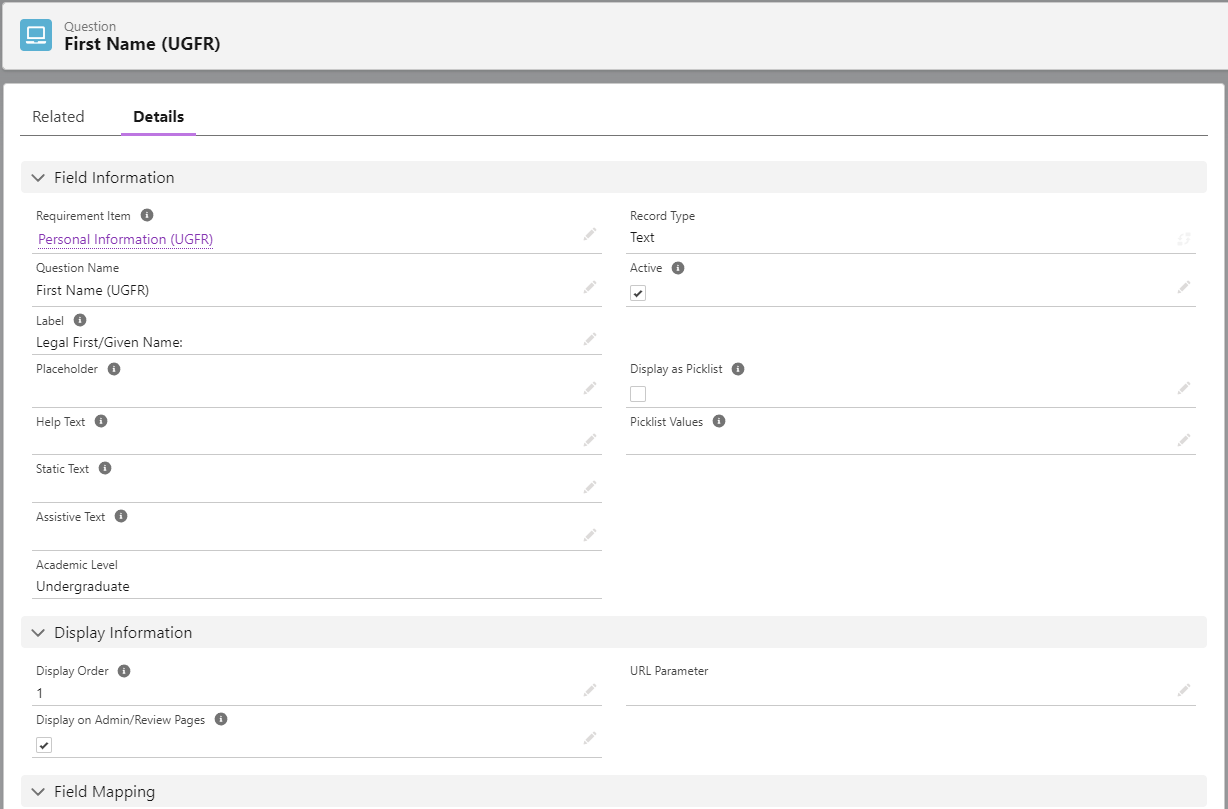 Question
First Name (UGFR)
Related Details
Field Information
Requirement Item
Personal Information (UGFR)
Record Type
Text
Question Name
First Name (UGFR)
Active
Label
Legal First/Given Name:
Placeholder
Display as Picklist
Help Text
Picklist Values
Static Text
Assistive Text
Academic Level
Undergraduate
Display Information
Display Order
1
URL Parameter
Display on Admin/Review Pages
Field Mapping